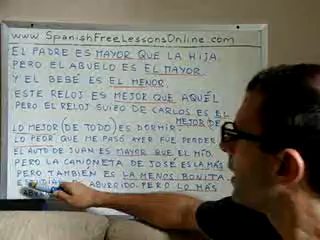 www.SpanishFreeLessonsOnline.com
EL PADRE ES MAYOR QUE LA HIJA.
PERO EL ABUELO ES EL MAYOR
Y EL BEBÉ ES EL MENOR.
ESTE RELOJ ES MEJOR QUE AQUÉL
PERO EL RELOJ SUIZO DE CARLOS ES EL
MEJOR (DE
LO MEJOR (DE TODO) ES DORMIR.
LO PEOR QUE ME PASÓ AYER FUE PERDER
EL AUTO DE JUAN ES MAYOR QUE EL MÍO
PERO LA CAMIONETA DE JOSÉ ES LA MÁS
PERO TAMBIÉN ES LA MENOS BONITA.
ES ABURRIDO. PERO LO MÁS